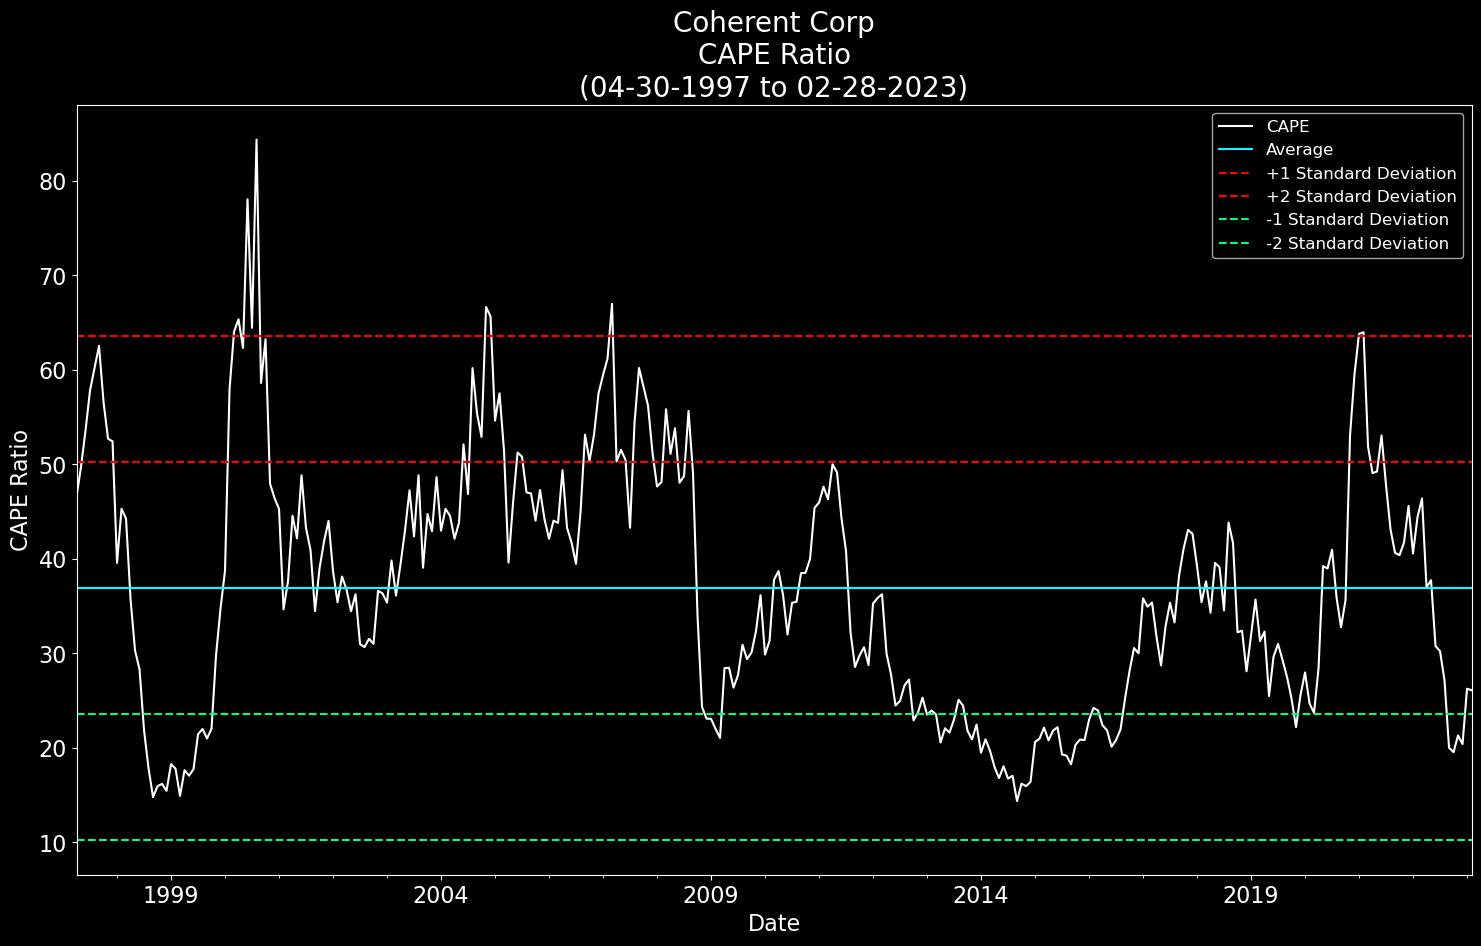 Coherent Corp
CAPE Ratio
(04-30-1997 to 02-28-2023)
CAPE
Average
+1 Standard Deviation
+2 Standard Deviation
-1 Standard Deviation
-2 Standard Deviation
CAPE Ratio
80
70
60
50
40
30
20
10
1999 2004 2009 2014 2019
Date